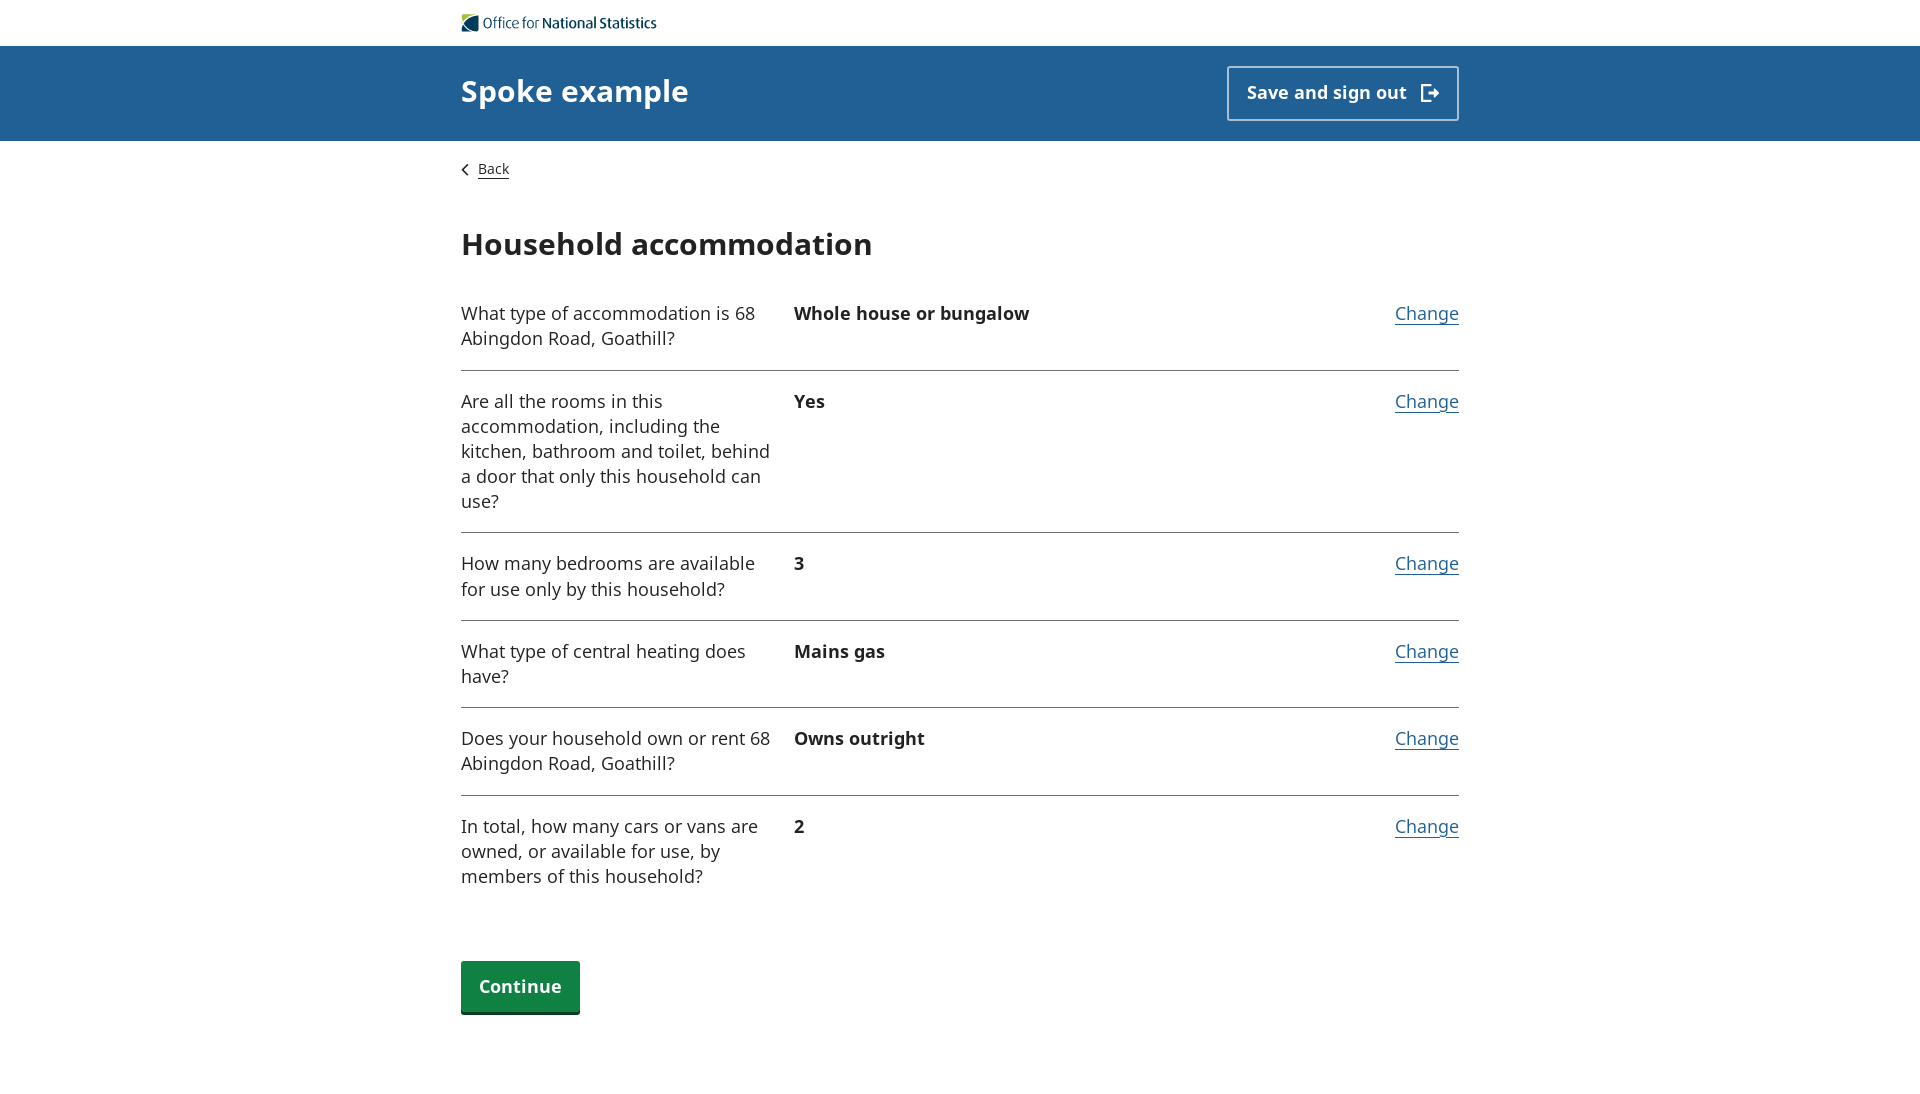 Office for National Statistics
Spoke example
Save and sign out
Back
Household accommodation
What type of accommodation is 68
Abingdon Road, Goathill?
Whole house or bungalow
Change
Are all the rooms in this
accommodation, including the
kitchen, bathroom and toilet, behind
a door that only this household can
use?
Yes
Change
How many bedrooms are available
for use only by this household?
3
Change
What type of central heating does
have?
Mains gas
Change
Does your household own or rent 68
Abingdon Road, Goathill?
Owns outright
Change
In total, how many cars or vans are
owned, or available for use, by
members of this household?
2
Change
Continue